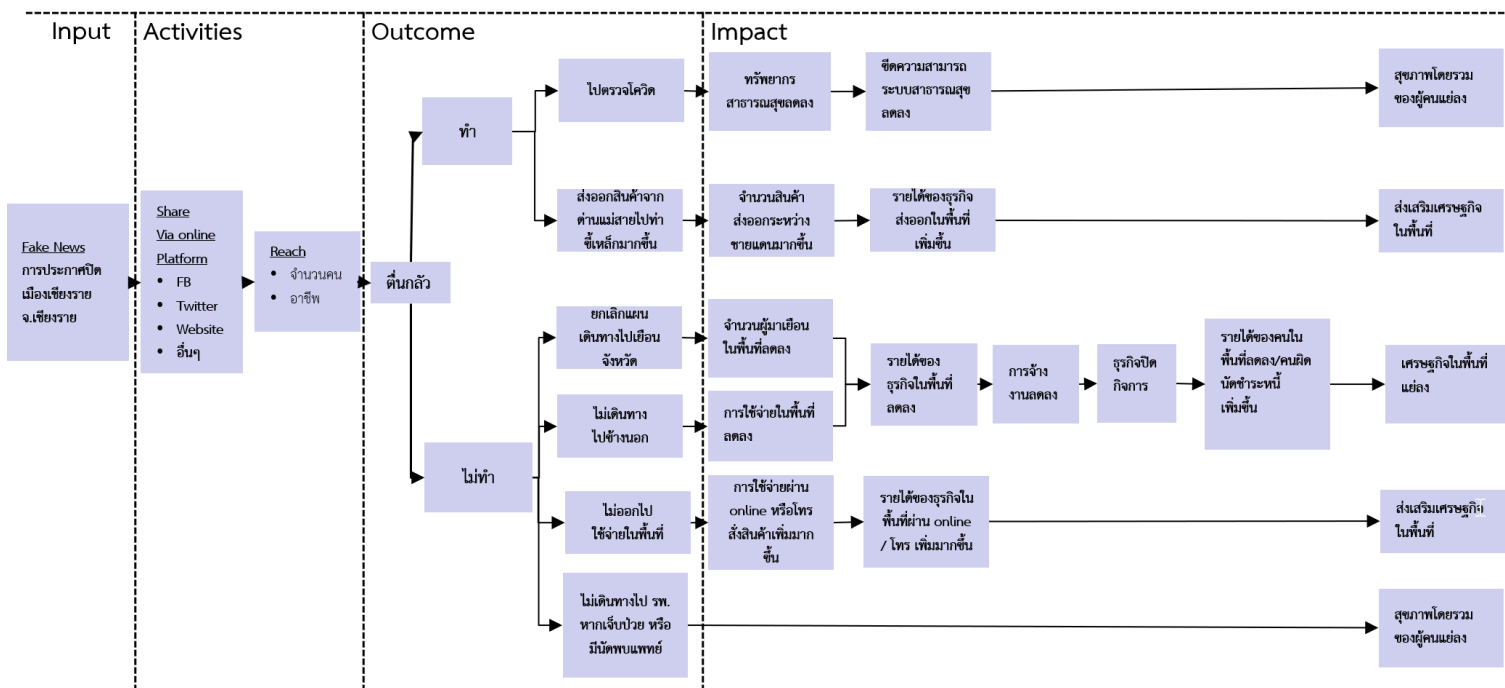 Input
Activities
Outcome
Impact
Fake News
การประกาศปิด
เมืองเชียงราย
จ.เชียงราย
Share
Via online
Platform
• FB
• Twitter
• Website
• อื่นๆ
Reach
• จำนวนคน
• อาชีพ
ตื่นกลัว
ทำ
ไปตรวจโควิด
ทรัพยากร
สาธารณสุขลดลง
ขีดความสามารถ
ระบบสาธารณสุข
ลดลง
สุขภาพโดยรวม
ของผู้คนแย่ลง
ส่งออกสินค้าจาก
ด่านแม่สายไปท่า
ขี้เหล็กมากขึ้น
จำนวนสินค้า
ส่งออกระหว่าง
ชายแดนมากขึ้น
รายได้ของธุรกิจ
ส่งออกในพื้นที่
เพิ่มขึ้น
ส่งเสริมเศรษฐกิจ
ในพื้นที่
ไม่ทำ
ยกเลิกแผน
เดินทางไปเยือน
จังหวัด
จำนวนผู้มาเยือน
ในพื้นที่ลดลง
ไม่เดินทาง
ไปข้างนอก
การใช้จ่ายในพื้นที่
ลดลง
รายได้ของ
ธุรกิจในพื้นที่
ลดลง
การจ้าง
งานลดลง
ธุรกิจปิด
กิจการ
รายได้ของคนใน
พื้นที่ลดลง/คนผิด
นัดชำระหนี้
เพิ่มขึ้น
เศรษฐกิจในพื้นที่
แย่ลง
ไม่ออกไป
ใช้จ่ายในพื้นที่
การใช้จ่ายผ่าน
online หรือโทร
สั่งสินค้าเพิ่มมาก
ขึ้น
รายได้ของธุรกิจใน
พื้นที่ผ่าน online
/ โทร เพิ่มมากขึ้น
ส่งเสริมเศรษฐกิจ
ในพื้นที่
ไม่เดินทางไป รพ.
หากเจ็บป่วย หรือ
มีนัดพบแพทย์
สุขภาพโดยรวม
ของผู้คนแย่ลง